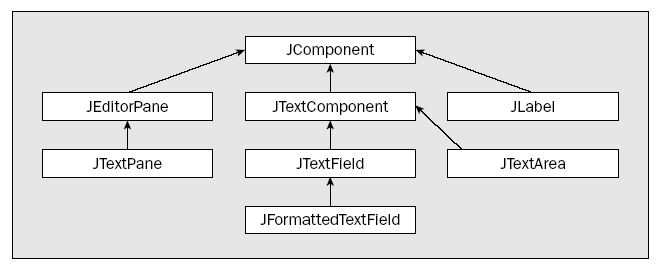 JComponent
JEditorPane
JTextComponent
JLabel
JTextPane
JTextField
JTextArea
JFormattedTextField